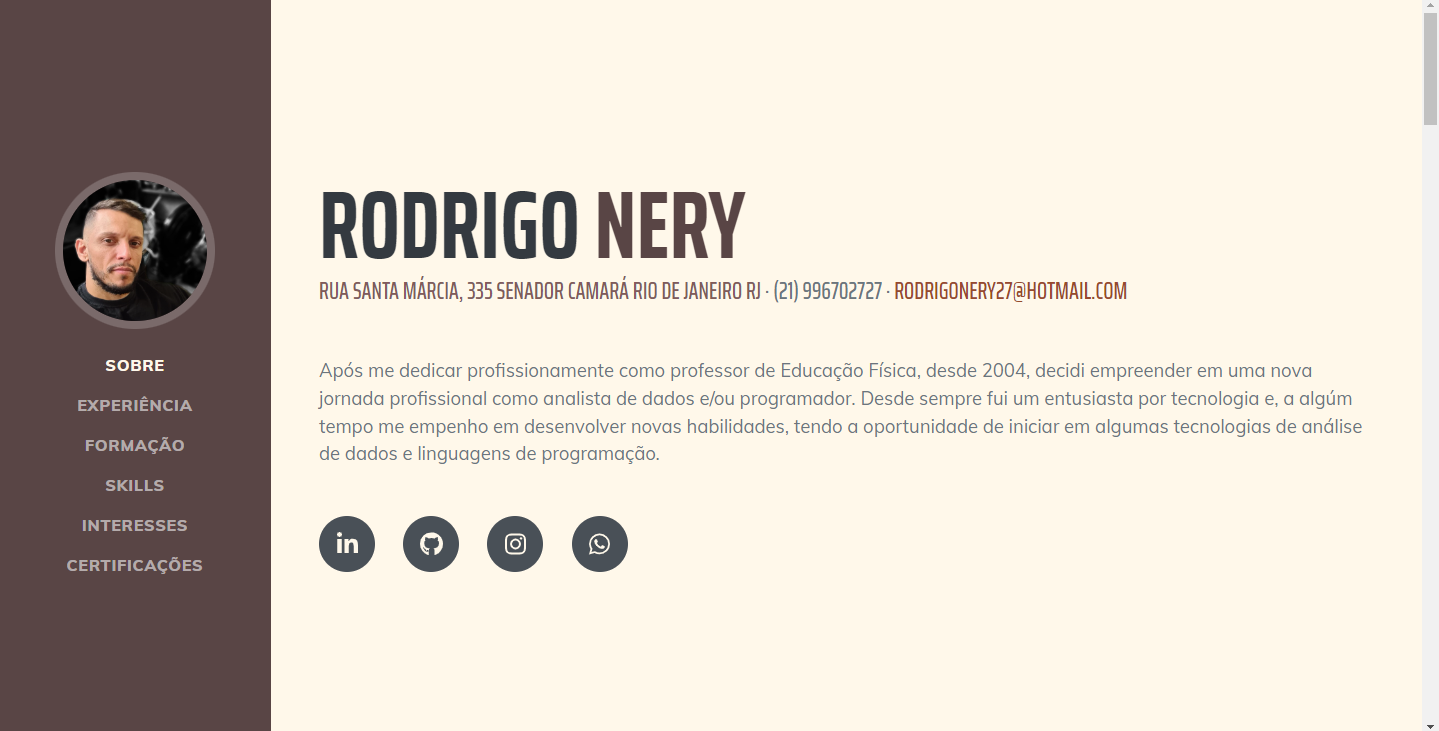 RODRIGO NERY
RUA SANTA MÁRCIA, 335 SENADOR CAMARÁ RIO DE JANEIRO RJ · (21) 996702727 · RODRIGONERY27@HOTMAIL.COM
SOBRE
EXPERIÊNCIA
FORMAÇÃO
SKILLS
INTERESSES
CERTIFICAÇÕES
Após me dedicar profissionamente como professor de Educação Física, desde 2004, decidi empreender em uma nova
jornada profissional como analista de dados e/ou programador. Desde sempre fui um entusiasta por tecnologia e, a algúm
tempo me empenho em desenvolver novas habilidades, tendo a oportunidade de iniciar em algumas tecnologias de análise
de dados e linguagens de programação.
in